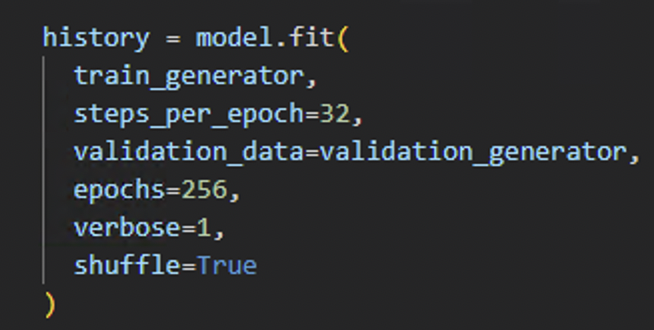 history = model.fit(
train_generator,
steps_per_epoch=32,
validation_data=validation_generator,
epochs=256,
verbose=1,
shuffle=True
)